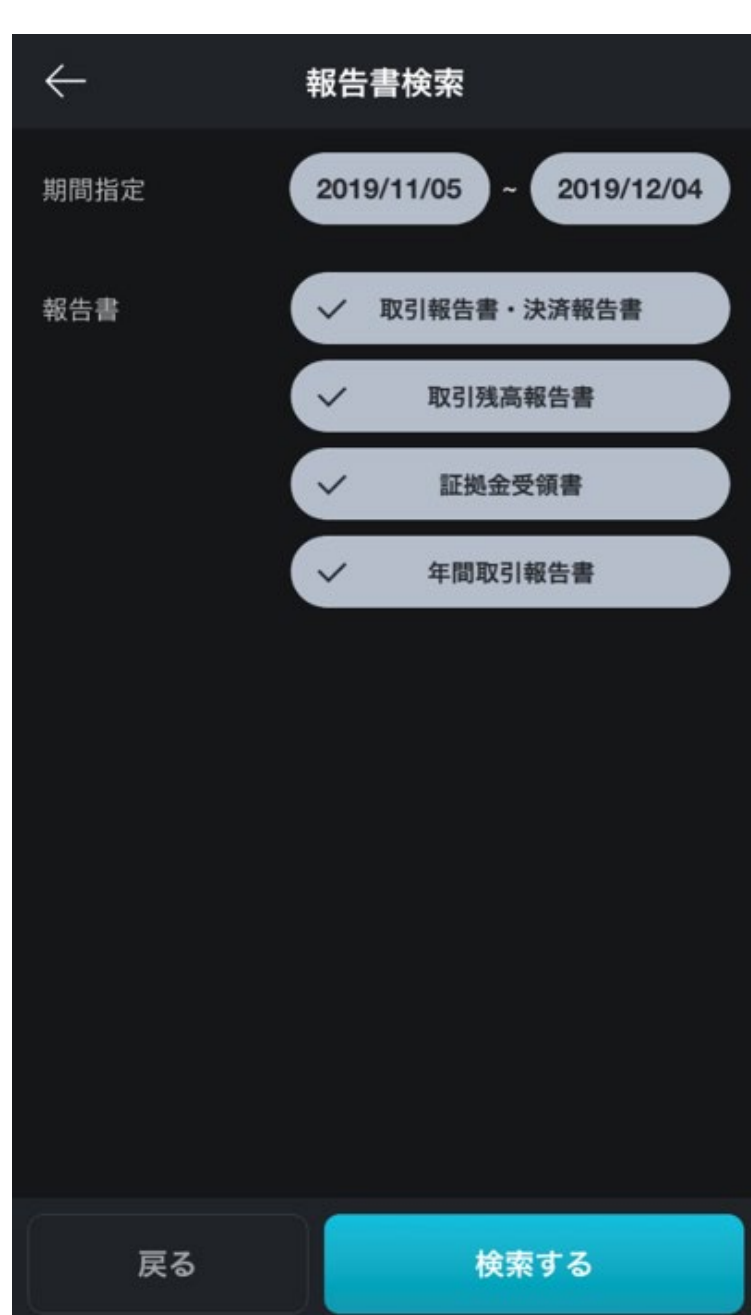 報告書検索
期間指定 2019/11/05 ~ 2019/12/04
報告書 取引報告書・決済報告書
取引残高報告書
証拠金受領書
年間取引報告書
戻る 検索する